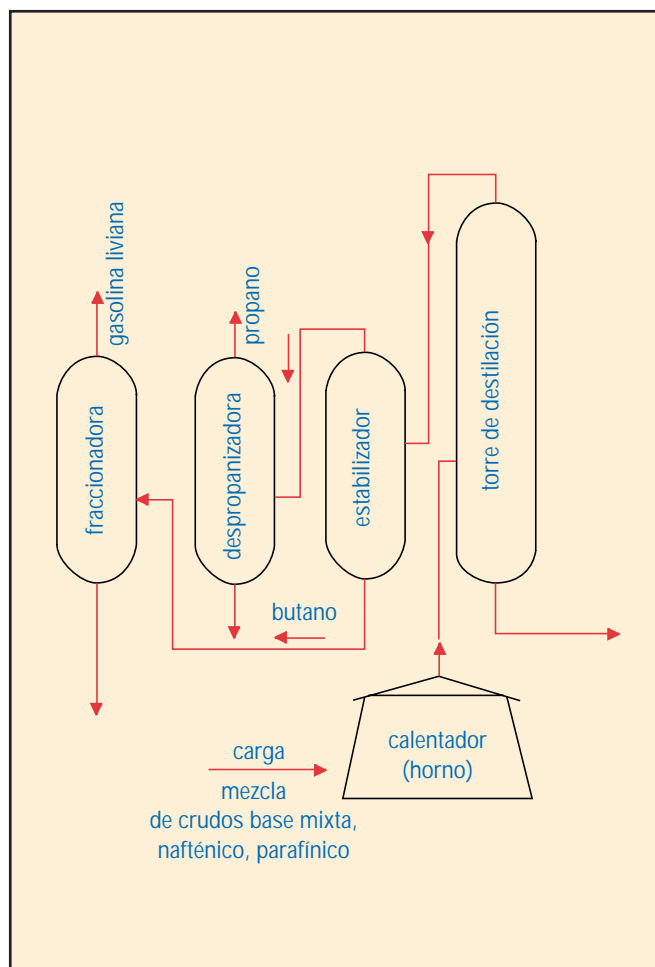 gasolina liviana
propano
fraccionadora
despropanizadora
estabilizador
torre de destilación
butano
calentador
(horno)
carga
mezcla
de crudos base mixta,
nafténico, parafínico